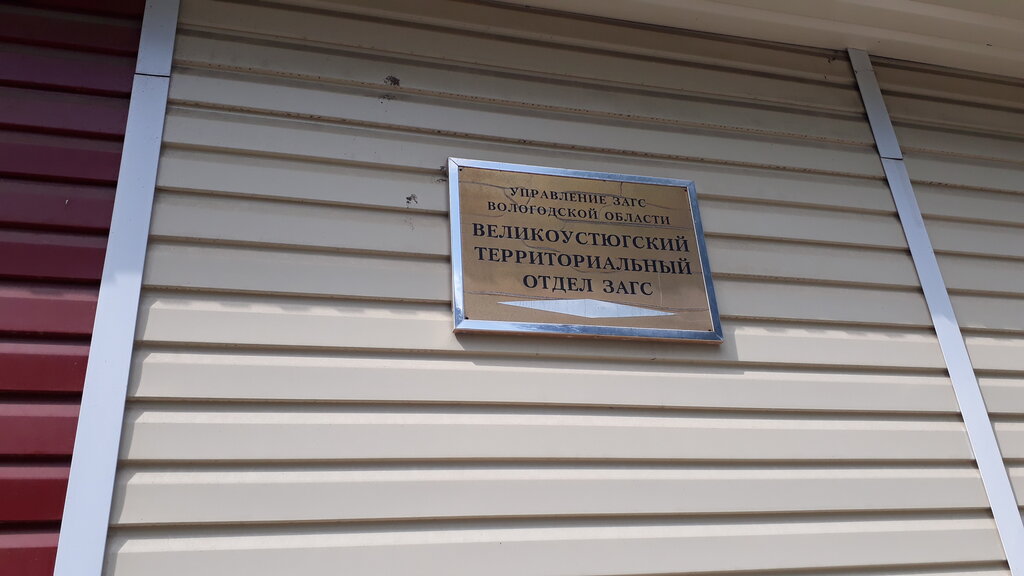 УПРАВЛЕНИЕ ЗАГС
ВОЛОГОДСКОЙ ОБЛАСТИ
ВЕЛИКОУСТЮГСКИЙ
ТЕРРИТОРИАЛЬНЫЙ
ОТДЕЛ ЗАГС